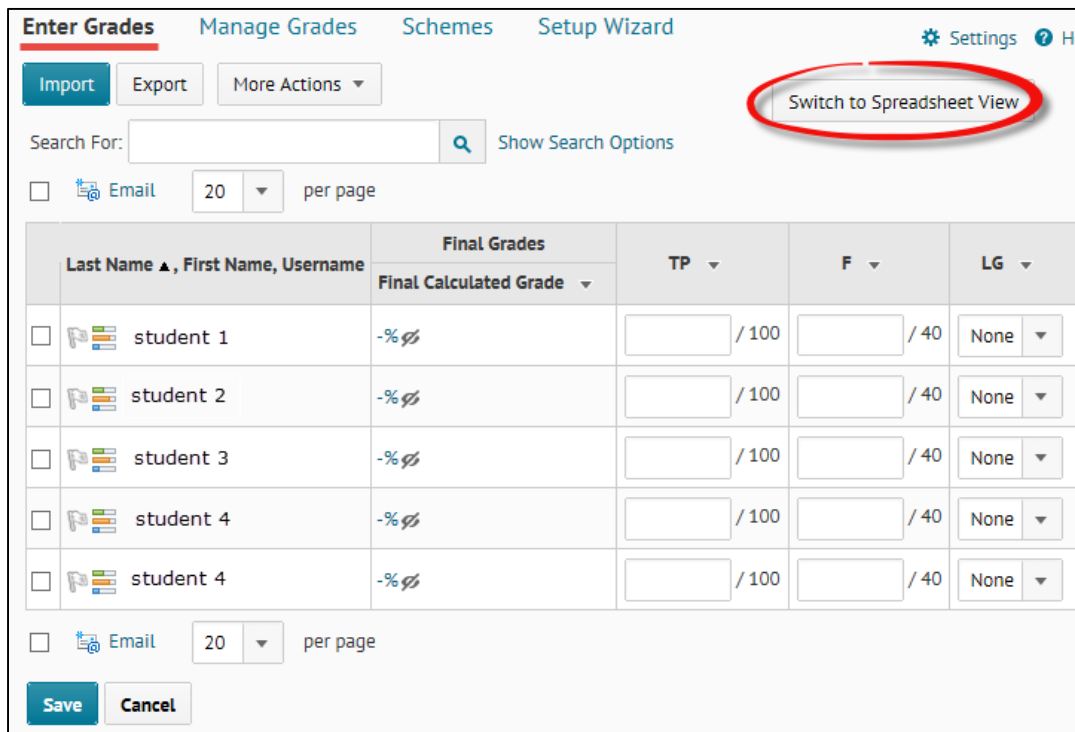 Enter Grades Manage Grades Schemes Setup Wizard
Settings
Import Export More Actions
Switch to Spreadsheet View
Search For: Show Search Options
Email 20 per page
Last Name , First Name, Username Final Grades TP F LG
Final Calculated Grade
student 1 -% / 100 / 40 None
student 2 -% / 100 / 40 None
student 3 -% / 100 / 40 None
student 4 -% / 100 / 40 None
student 4 -% / 100 / 40 None
Email 20 per page
Save Cancel